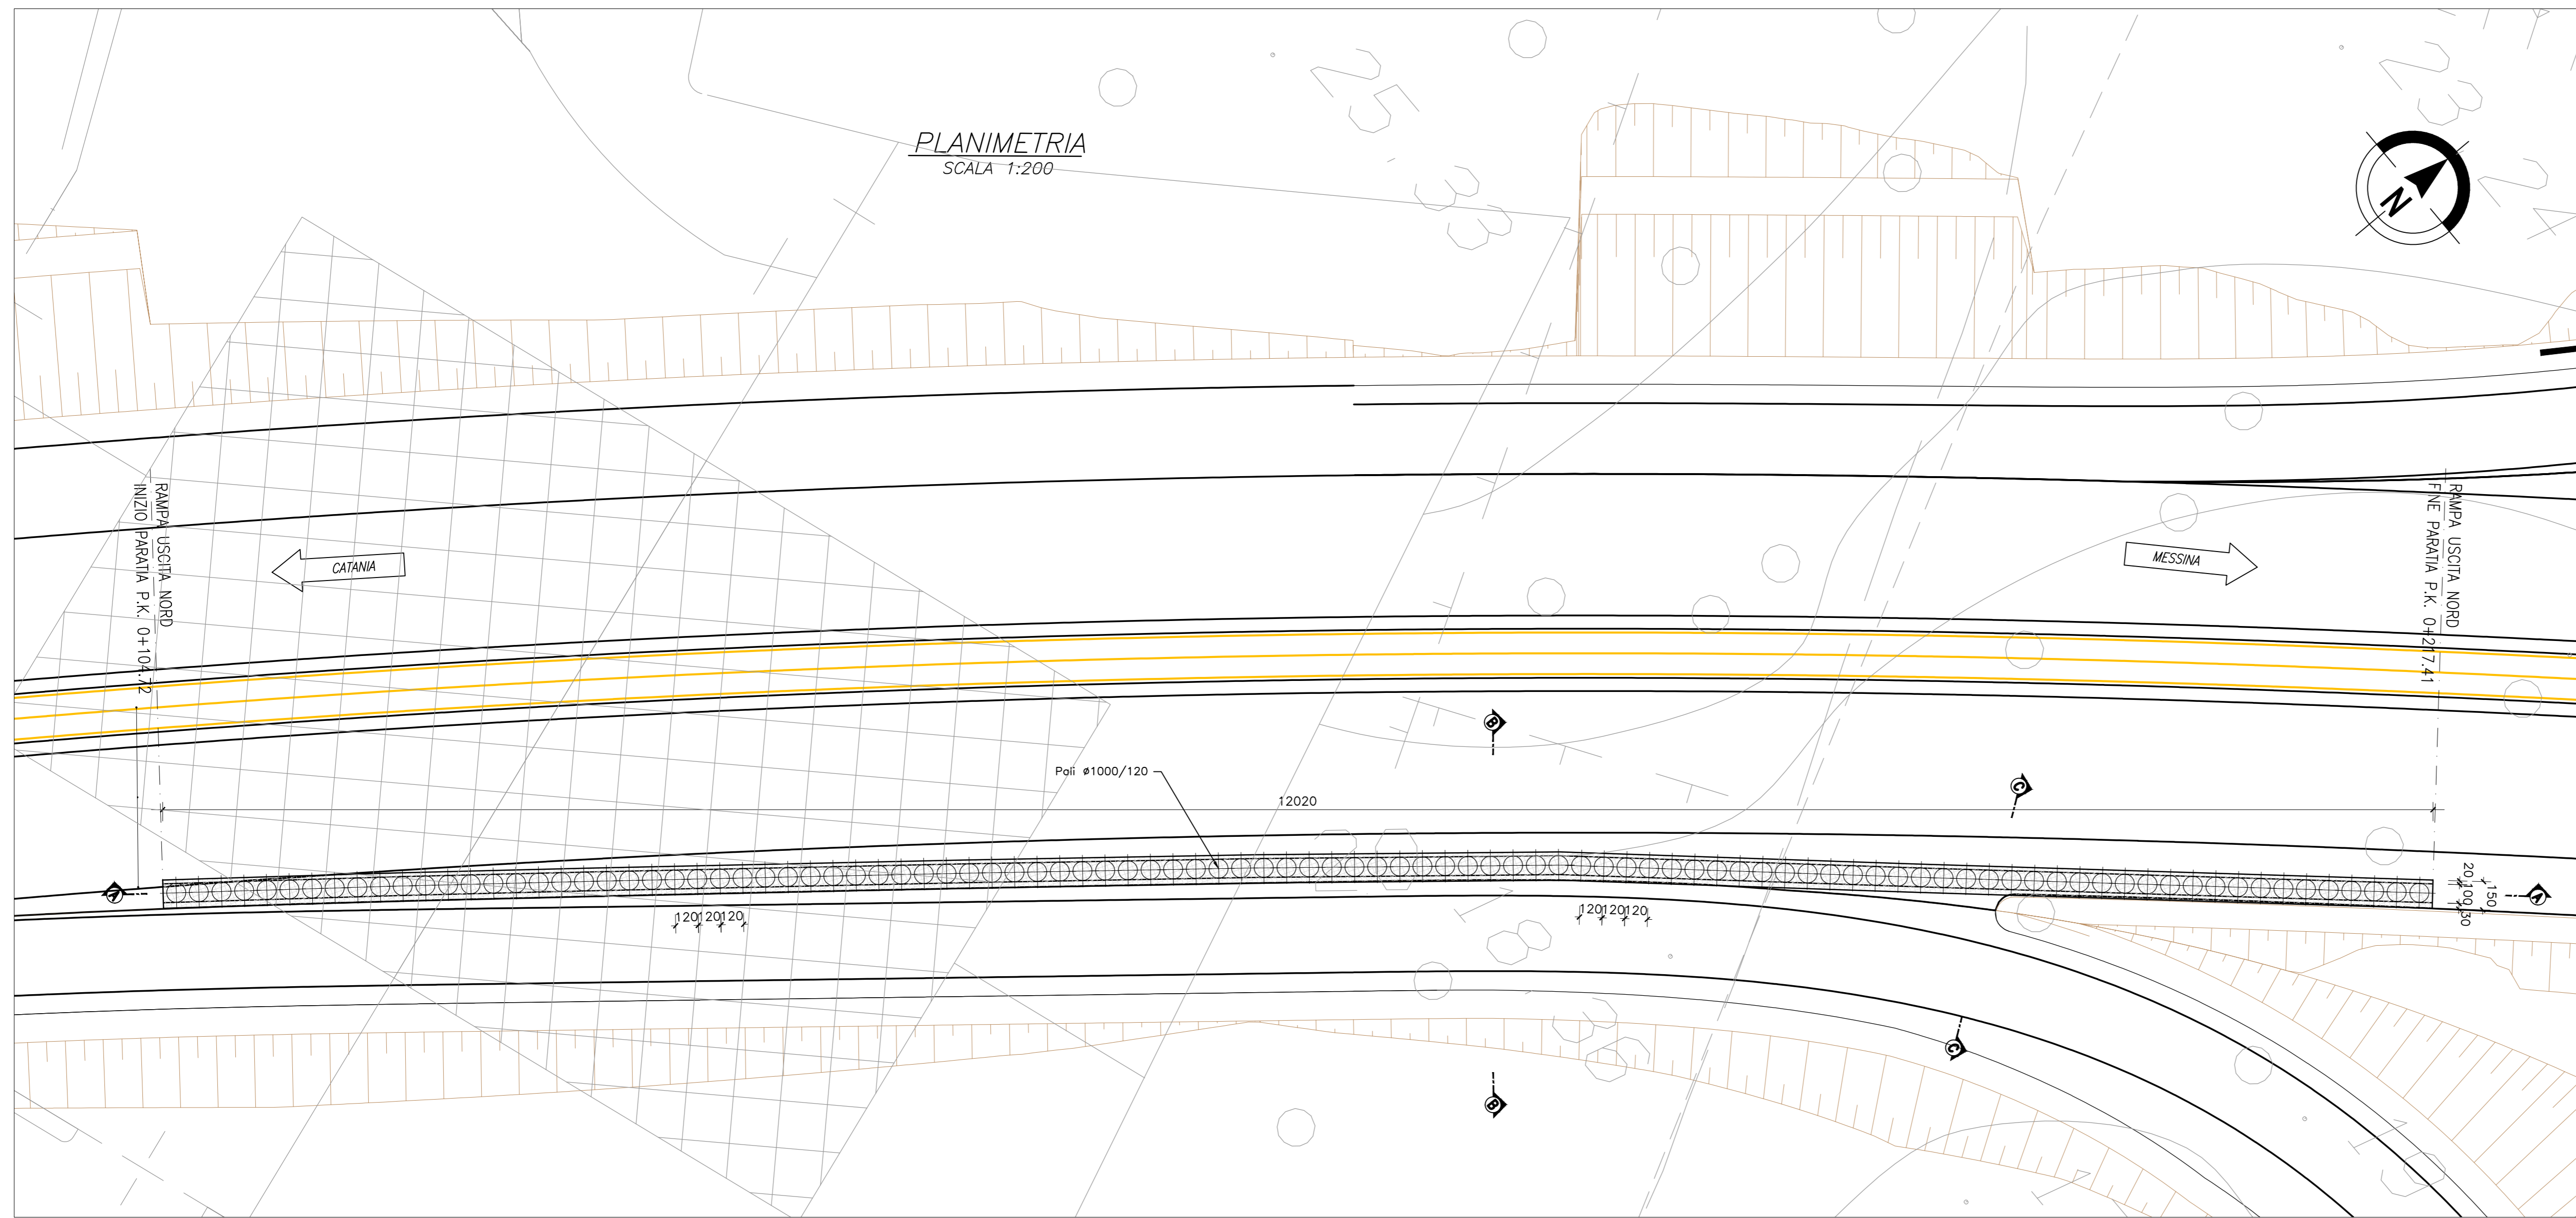 PLANIMETRIA
SCALA 1:200
N
RAMPA USCITA NORD
INIZIO PARATIA P.K. 0+104.72
RAMPA USCITA NORD
FINE PARATIA P.K. 0+217.41
CATANIA
MESSINA
B
Pali ø1000/120
C
12020
A
A
20
100
30
150
120
120
120
120
120
120
C
B